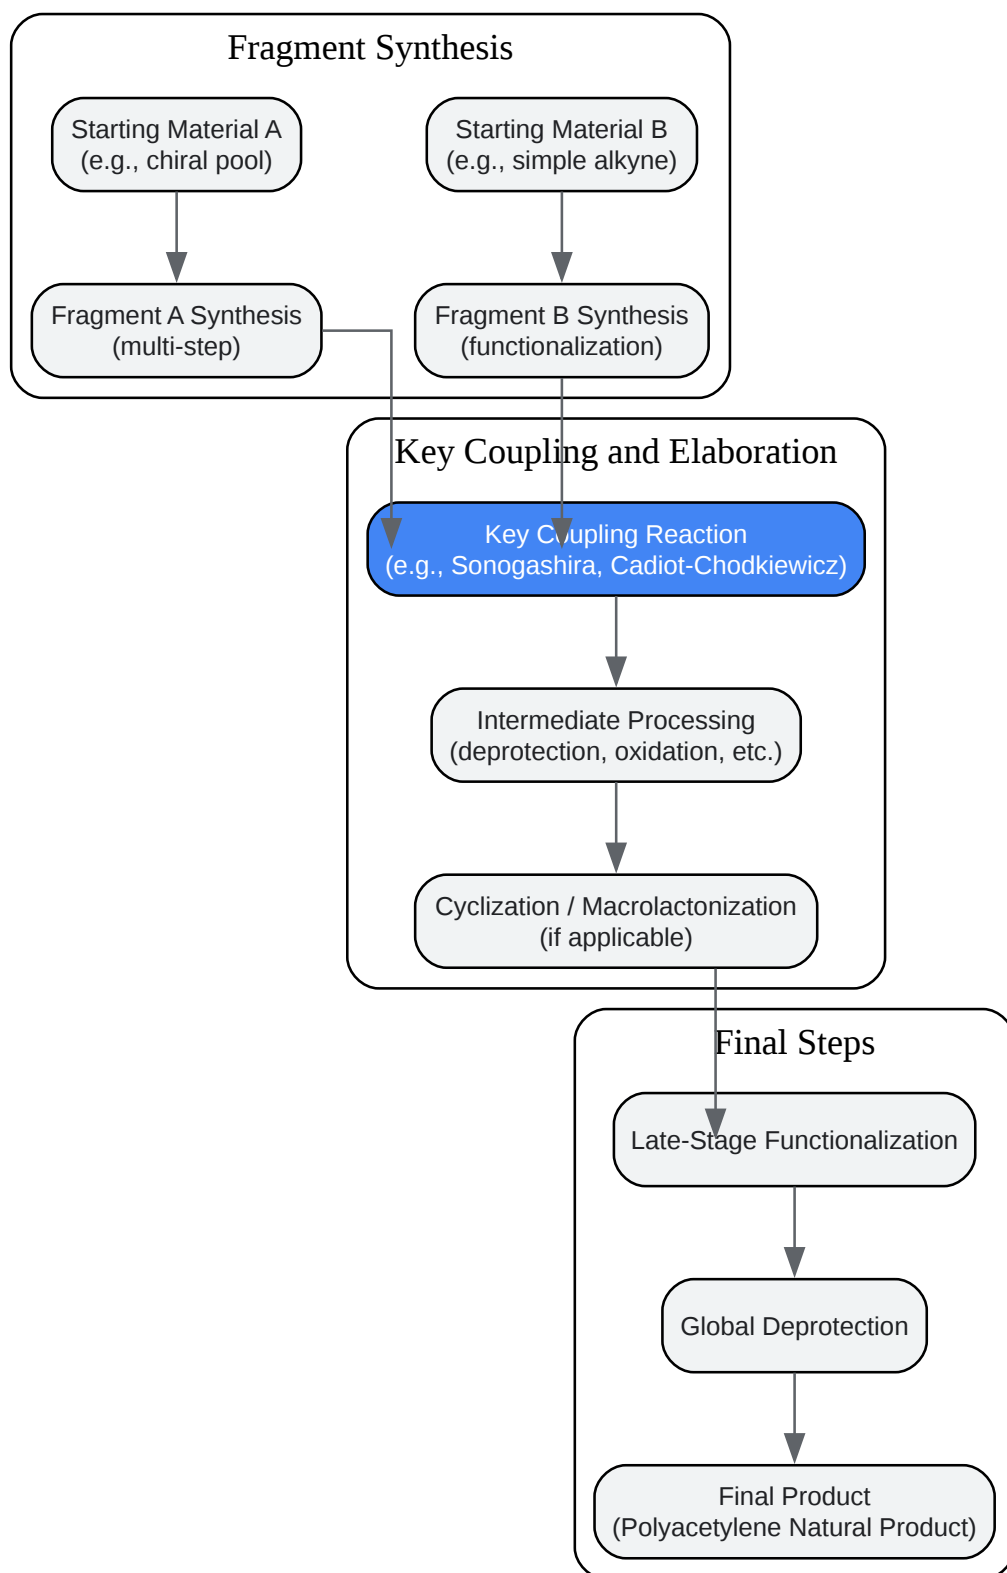 Fragment Synthesis
Starting Material A
(e.g., chiral pool)
Starting Material B
(e.g., simple alkyne)
Fragment A Synthesis
(multi-step)
Fragment B Synthesis
(functionalization)
Key Coupling and Elaboration
Key Coupling Reaction
(e.g., Sonogashira, Cadiot-Chodkiewicz)
Intermediate Processing
(deprotection, oxidation, etc.)
Cyclization / Macrolactonization
(if applicable)
Final Steps
Late-Stage Functionalization
Global Deprotection
Final Product
(Polyacetylene Natural Product)